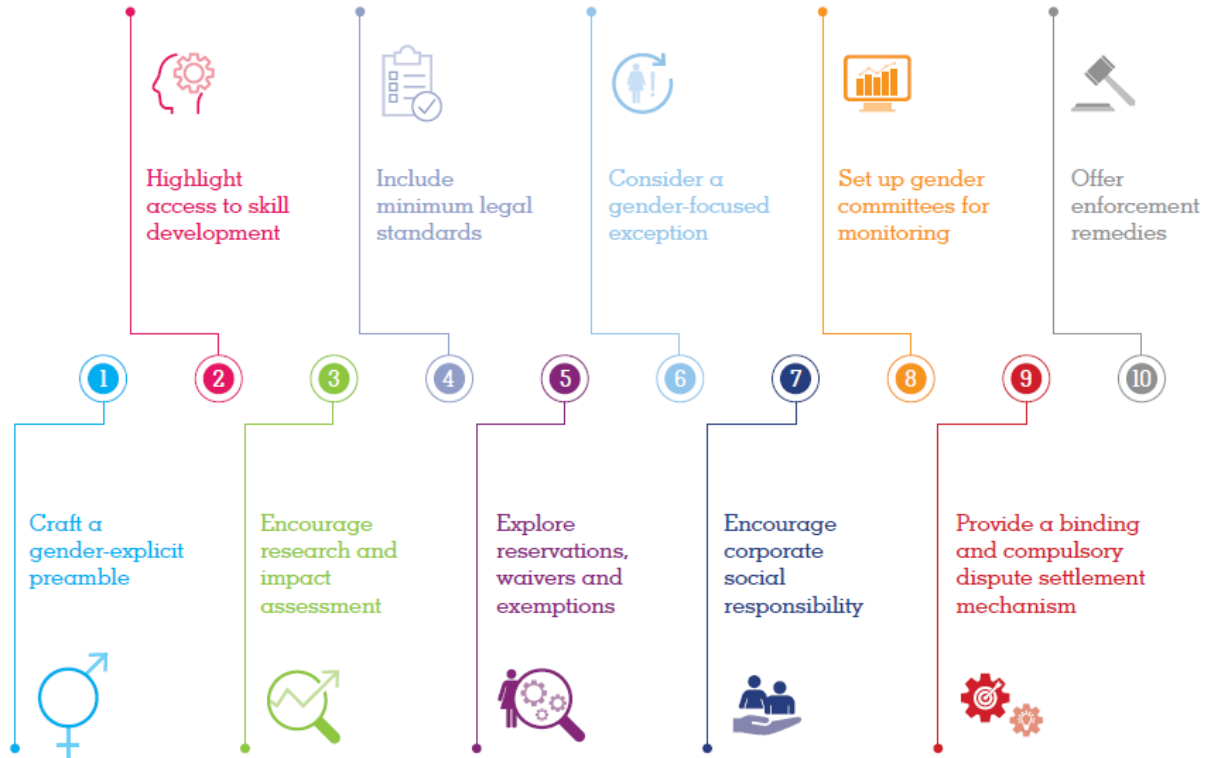 Highlight
access to skill
development
Include
minimum legal
standards
Consider a
gender-focused
exception
Set up gender
committees for
monitoring
Offer
enforcement
remedies
1
2
3
4
5
6
7
8
9
10
Craft a
gender-explicit
preamble
Encourage
research and
impact
assessment
Explore
reservations,
waivers and
exemptions
Encourage
corporate
social
responsibility
Provide a binding
and compulsory
dispute settlement
mechanism